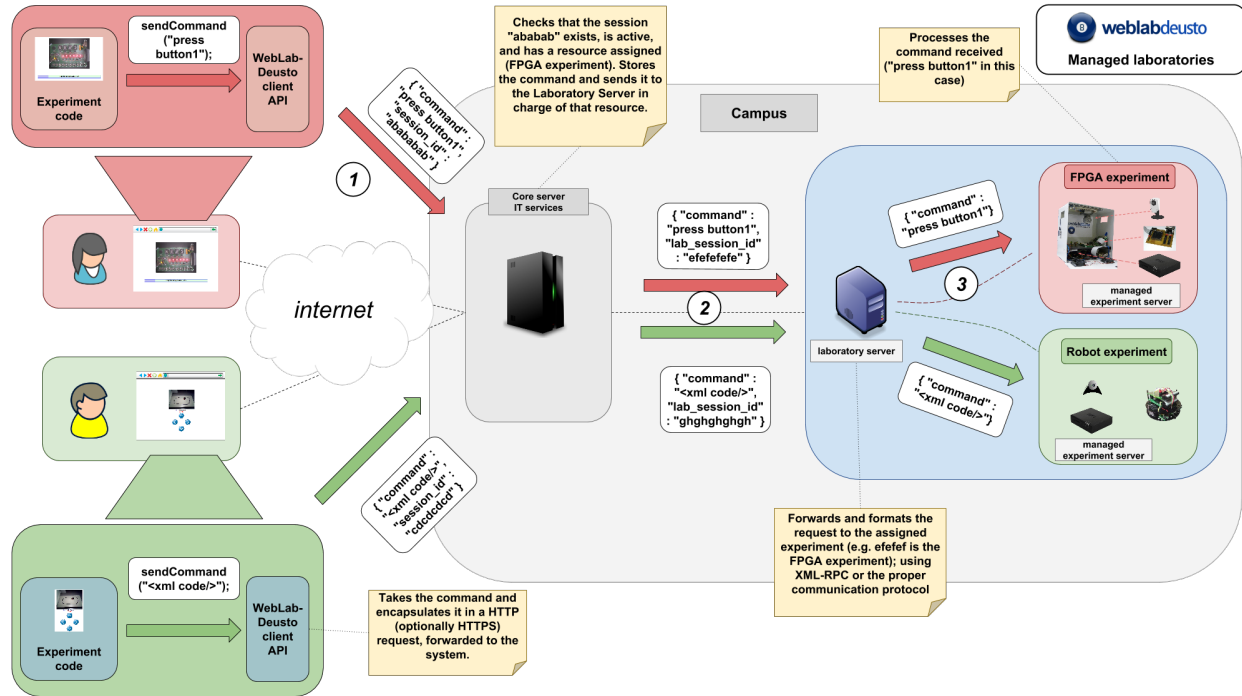 sendCommand
("press
button1");
Experiment
code
WebLab-
Deusto
client
API
{ "command" :
"press button1",
"session_id" :
"abababab" }
1
Checks that the session
"ababab" exists, is active,
and has a resource assigned
(FPGA experiment). Stores
the command and sends it to
the Laboratory Server in
charge of that resource.
Processes the
command received
("press button1" in this
case)
weblabdeusto
Managed laboratories
Campus
Core server
IT services
internet
{ "command" :
"press button1",
"lab_session_id"
: "efefefefe" }
2
{ "command" :
"<xml code/>",
"lab_session_id"
: "ghghghghgh" }
laboratory server
{ "command" :
"press button1"}
3
{ "command" :
"<xml code/>"}
FPGA experiment
managed
experiment server
Robot experiment
managed
experiment server
{ "command" :
"<xml code/>",
"session_id" :
"cdcdcdcd" }
sendCommand
("<xml code/>");
Experiment
code
WebLab-
Deusto
client
API
Takes the command and
encapsulates it in a HTTP
(optionally HTTPS)
request, forwarded to the
system.
Forwards and formats the
request to the assigned
experiment (e.g. efefef is the
FPGA experiment); using
XML-RPC or the proper
communication protocol